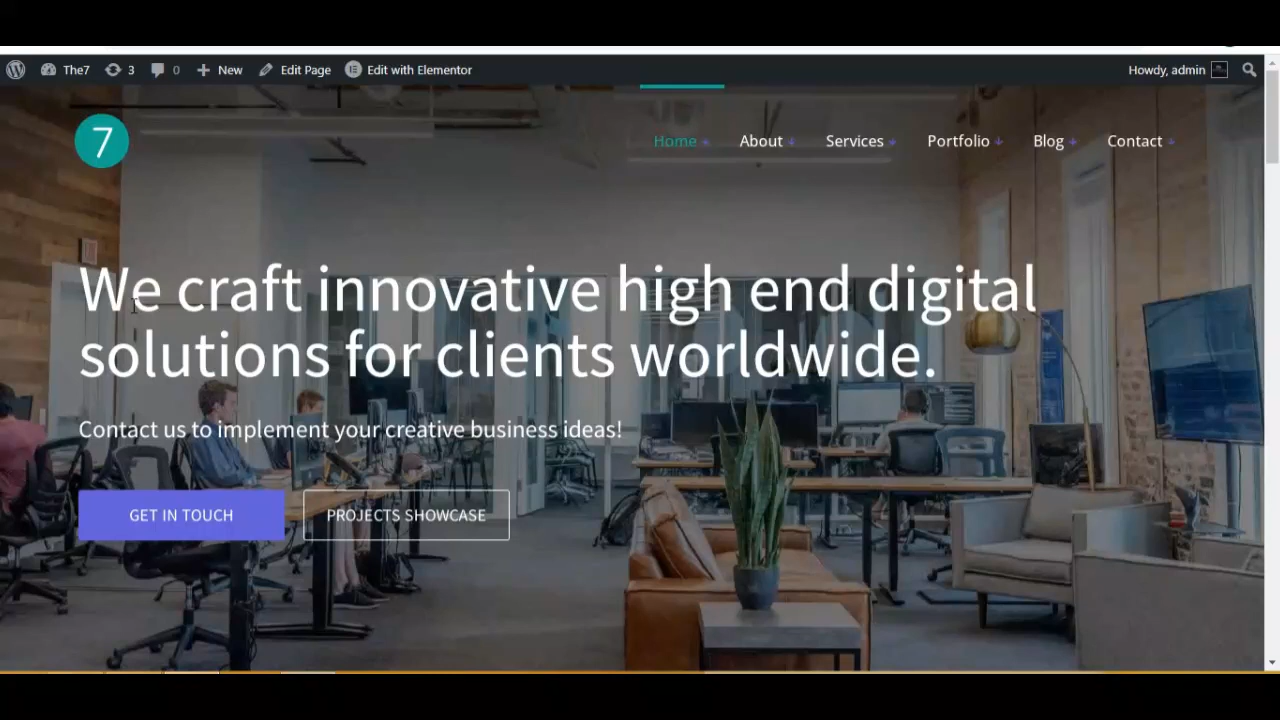 The7 3 0 New Edit Page Edit with Elementor Howdy, admin
7 Home About Services Portfolio Blog Contact
We craft innovative high end digital
solutions for clients worldwide.
Contact us to implement your creative business ideas!
GET IN TOUCH PROJECTS SHOWCASE